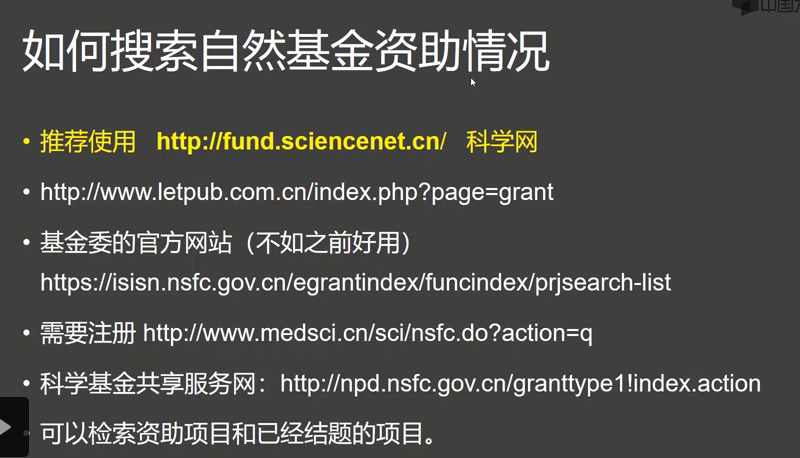 中国
如何搜索自然基金资助情况
• 推荐使用 http://fund.sciencenet.cn/ 科学网
• http://www.letpub.com.cn/index.php?page=grant
• 基金委的官方网站（不如之前好用）
https://isisn.nsfc.gov.cn/egrantindex/funcindex/prjsearch-list
• 需要注册 http://www.medsci.cn/sci/nsfc.do?action=q
• 科学基金共享服务网：http://npd.nsfc.gov.cn/granttype1!index.action
• 可以检索资助项目和已经结题的项目。